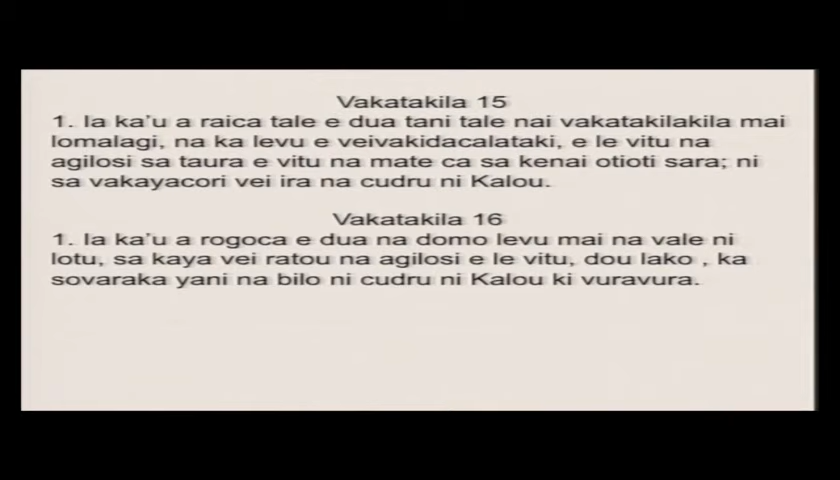 Vakatakila 15
1. Ia ka'u a raica tale e dua tani tale nai vakatakilakila mai
lomalagi, na ka levu e veivakidacalataki, e le vitu na
agilosi sa taura e vitu na mate ca sa kenai otioti sara; ni
sa vakayacori vei ira na cudru ni Kalou.
Vakatakila 16
1. Ia ka'u a rogoca e dua na domo levu mai na vale ni
lotu, sa kaya vei ratou na agilosi e le vitu, dou lako , ka
sovaraka yani na bilo ni cudru ni Kalou ki vuravura.